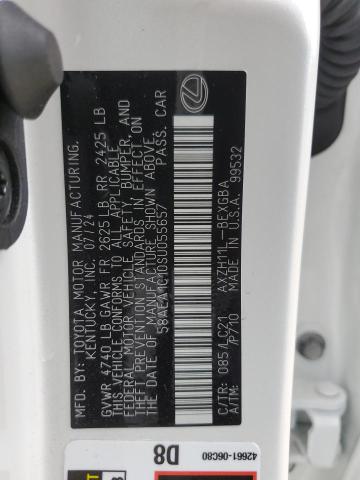 MFD. BY: TOYOTA MOTOR MANUFACTURING,
KENTUCKY, INC. 07/24
GVWR 4740 LB GAWR FR 2625 LB RR 2425 LB
THIS VEHICLE CONFORMS TO ALL APPLICABLE
FEDERAL MOTOR VEHICLE SAFETY, BUMPER, AND
THEFT PREVENTION STANDARDS IN EFFECT ON
THE DATE OF MANUFACTURE SHOWN ABOVE.
58AEA1C10SU055657 PASS. CAR
C/TR: 085/LC21 AXZH11L-BEXGBA
A/TM: /P710 MADE IN U.S.A. 99532
42661-06C80
D8